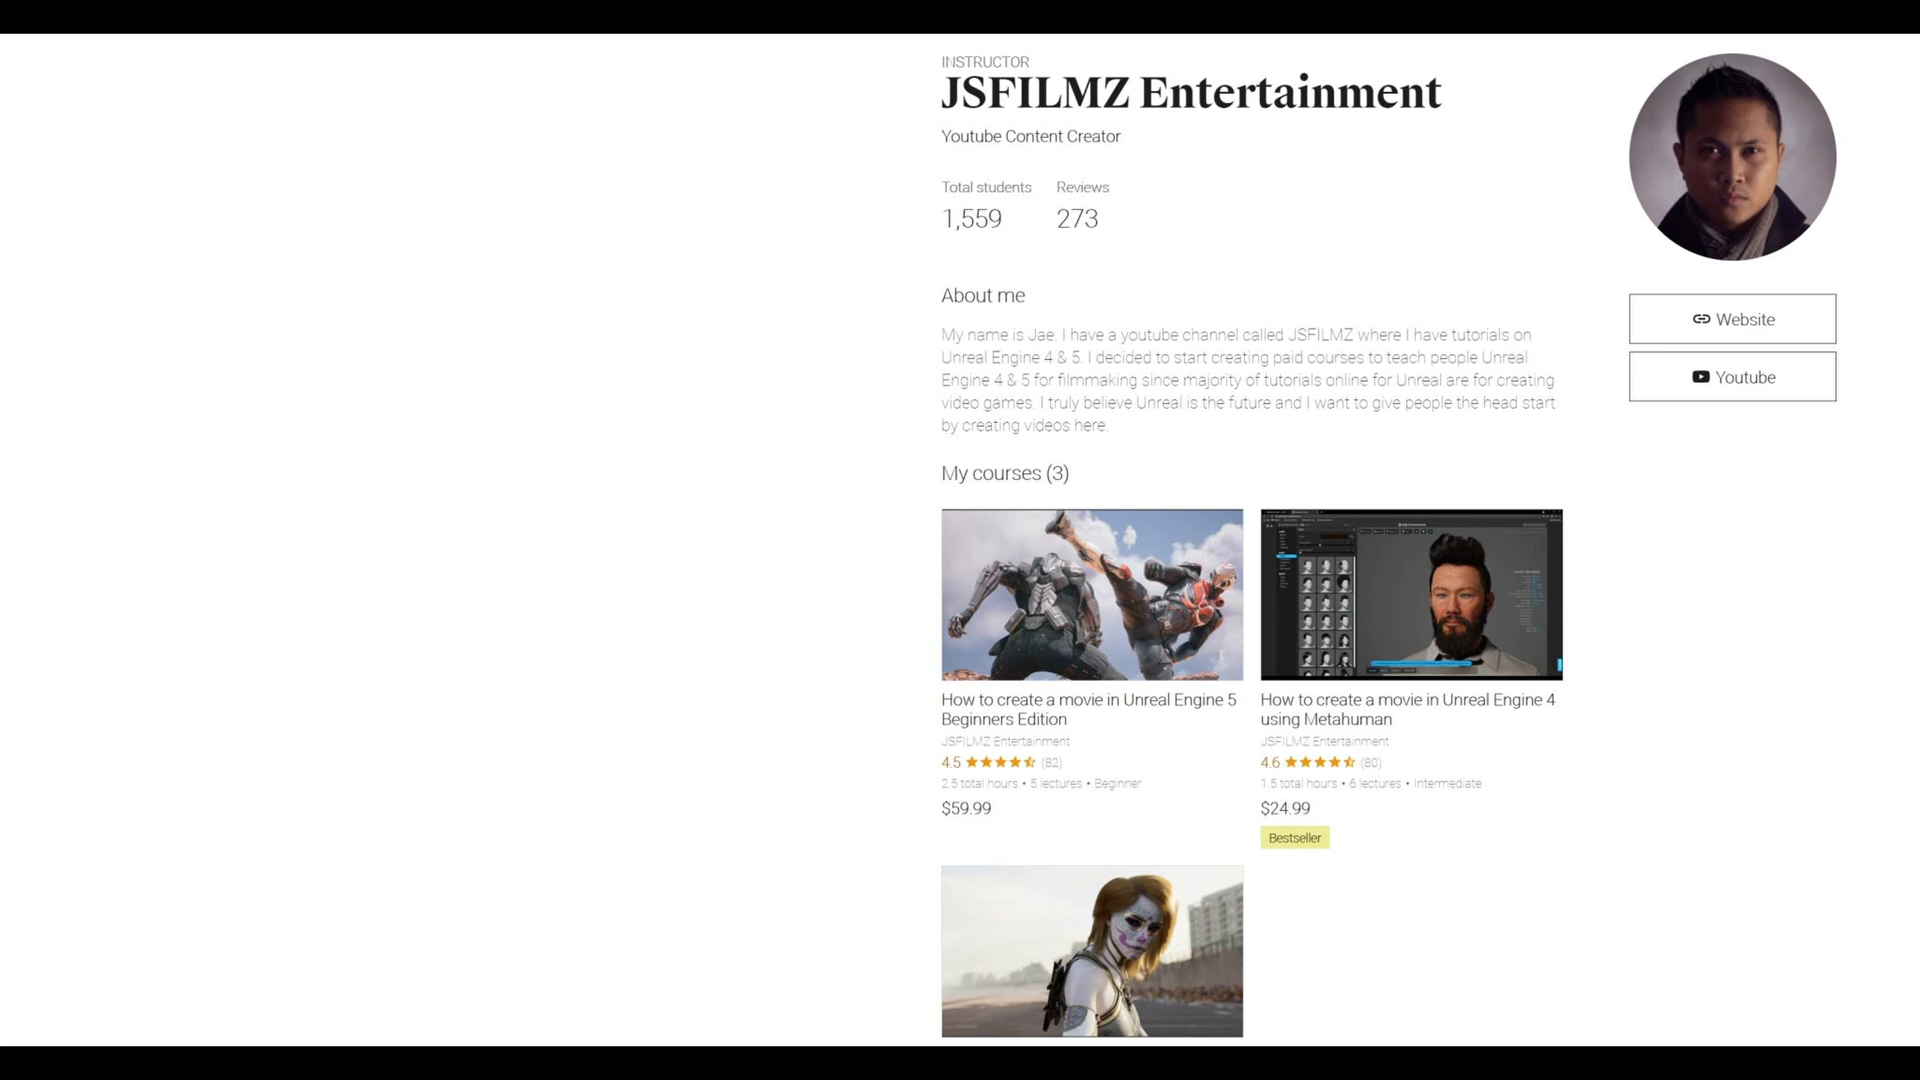 INSTRUCTOR
JSFILMZ Entertainment
Youtube Content Creator
Total students Reviews
1,559 273
About me
My name is Jae. I have a youtube channel called JSFILMZ where I have tutorials on
Unreal Engine 4 & 5. I decided to start creating paid courses to teach people Unreal
Engine 4 & 5 for filmmaking since majority of tutorials online for Unreal are for creating
video games. I truly believe Unreal is the future and I want to give people the head start
by creating videos here.
Website
Youtube
My courses (3)
How to create a movie in Unreal Engine 5
Beginners Edition
JSFILMZ Entertainment
4.5 (82)
2.5 total hours • 5 lectures • Beginner
$59.99
How to create a movie in Unreal Engine 4
using Metahuman
JSFILMZ Entertainment
4.6 (80)
1.5 total hours • 6 lectures • Intermediate
$24.99
Bestseller